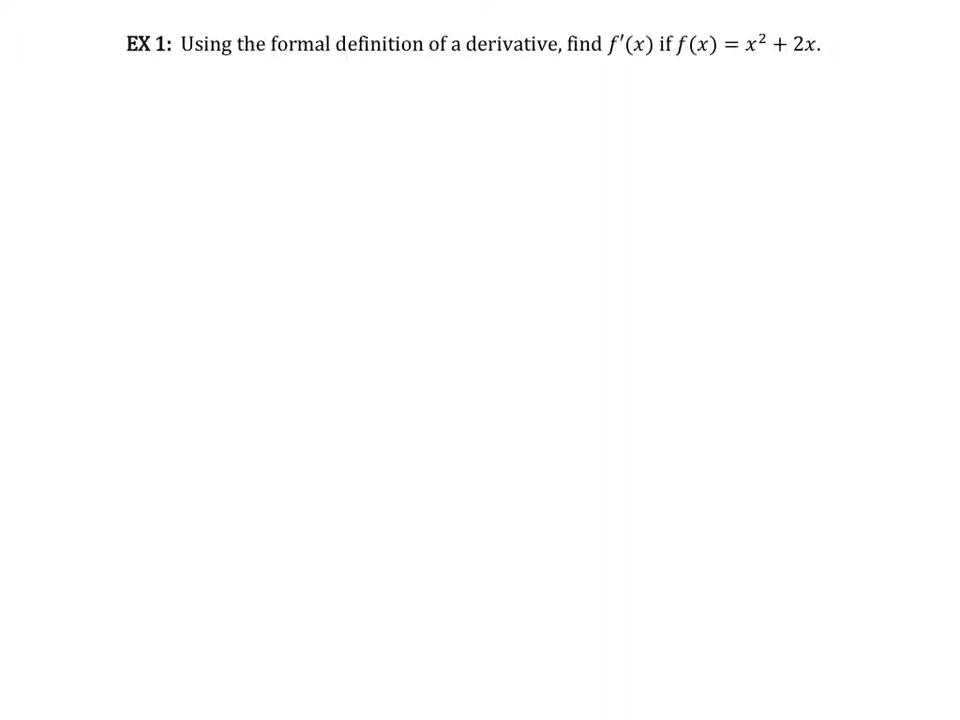 EX 1: Using the formal definition of a derivative, find f′(x) if f(x) = x² + 2x.